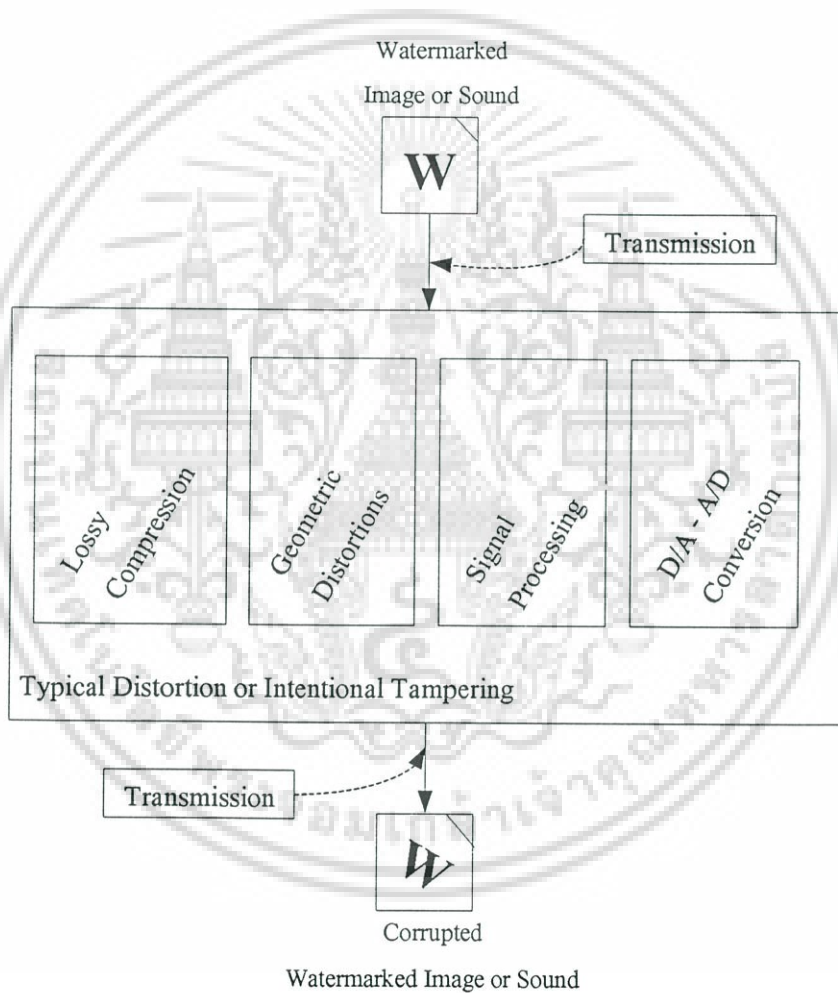 Watermarked
Image or Sound
W
Transmission
Lossy
Compression
Geometric
Distortions
Signal
Processing
D/A - A/D
Conversion
Typical Distortion or Intentional Tampering
Transmission
W
Corrupted
Watermarked Image or Sound